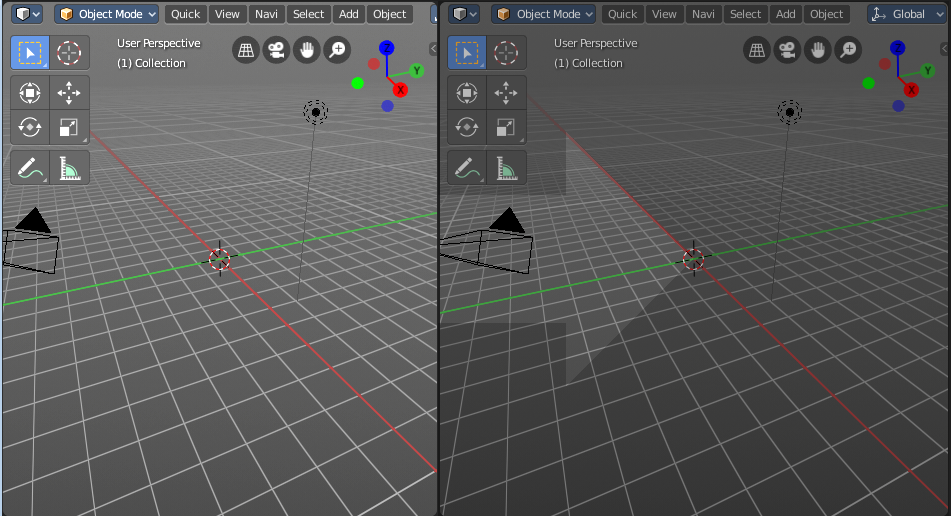 Object Mode Quick View Navi Select Add Object
User Perspective
(1) Collection
Z
Y
X
Object Mode Quick View Navi Select Add Object Global
User Perspective
(1) Collection
Z
Y
X